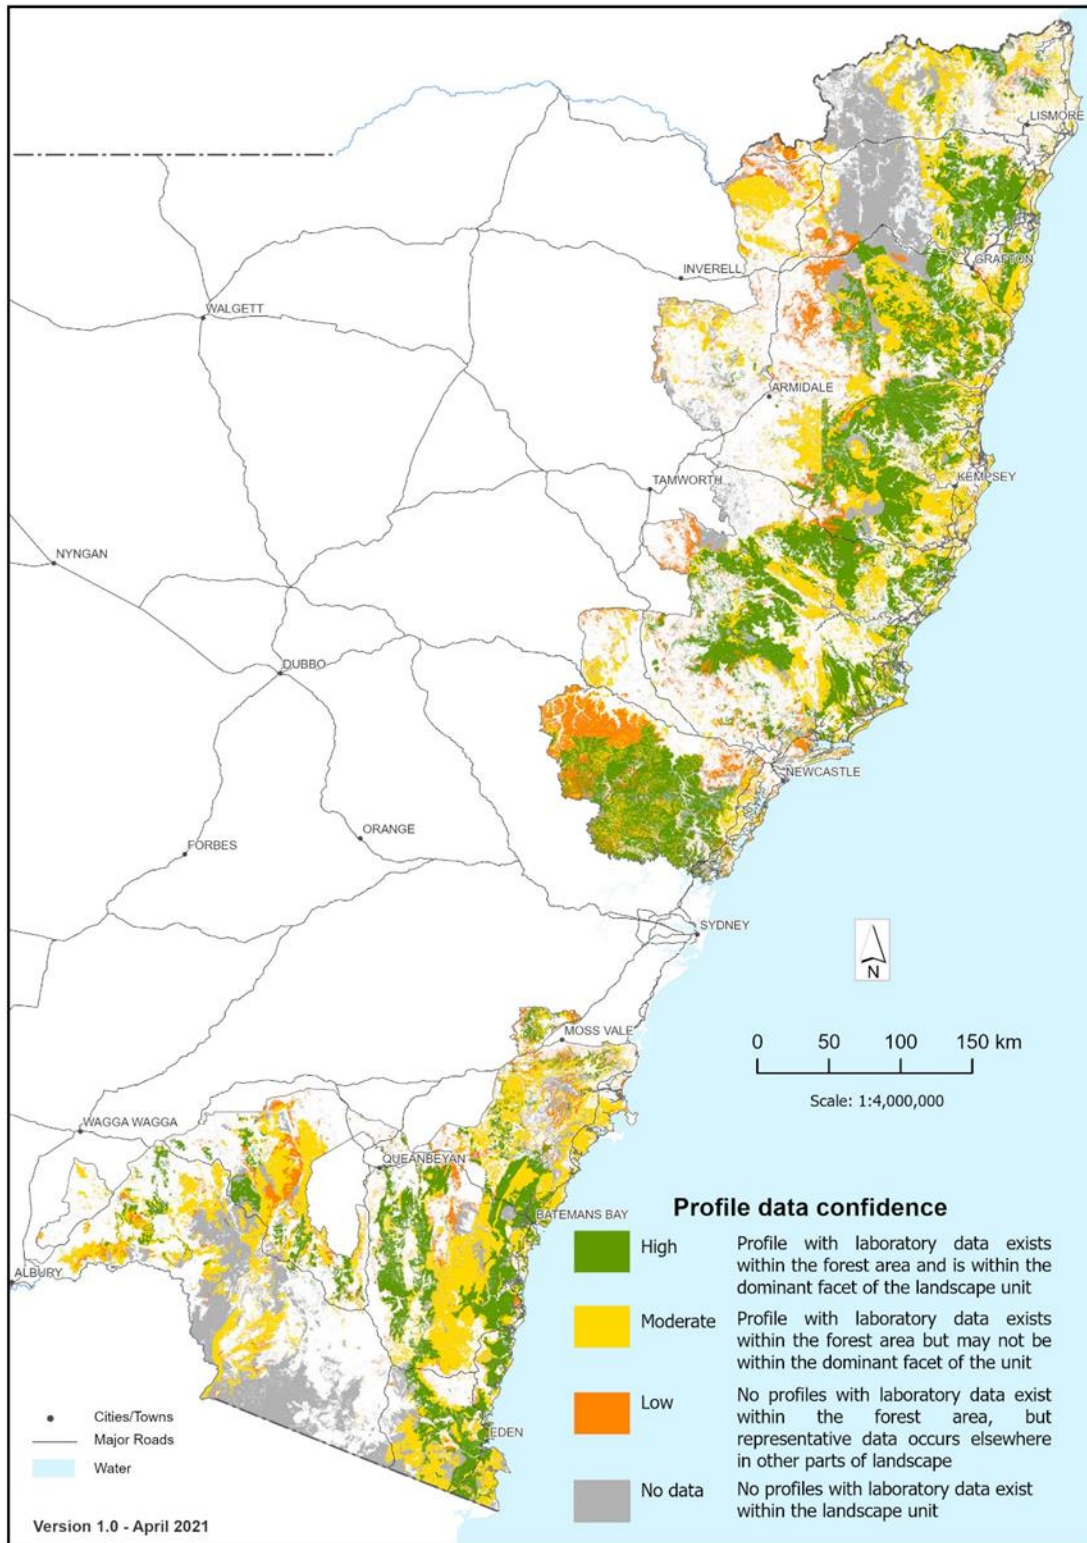 LISMORE
INVERELL
GRAFTON
WALGETT
ARMIDALE
TAMWORTH
KEMPSEY
NYNGAN
DUBBO
NEWCASTLE
ORANGE
FORBES
SYDNEY
N
MOSS VALE
0 50 100 150 km
Scale: 1:4,000,000
WAGGA WAGGA
QUEANBEYAN
BATEMANS BAY
ALBURY
EDEN
Profile data confidence
High
Profile with laboratory data exists
within the forest area and is within the
dominant facet of the landscape unit
Moderate
Profile with laboratory data exists
within the forest area but may not be
within the dominant facet of the unit
Low
No profiles with laboratory data exist
within the forest area, but
representative data occurs elsewhere
in other parts of landscape
No data
No profiles with laboratory data exist
within the landscape unit
Cities/Towns
Major Roads
Water
Version 1.0 - April 2021